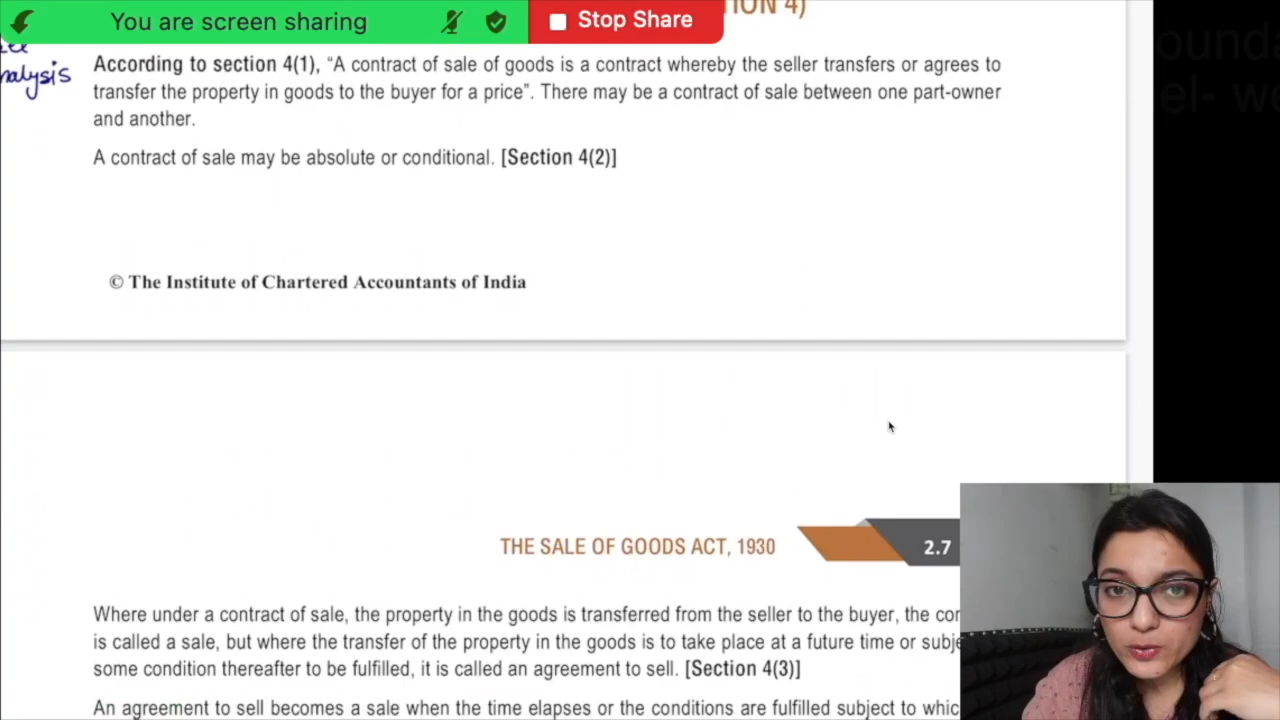 You are screen sharing
Stop Share
ION 4)
nalysis
According to section 4(1), “A contract of sale of goods is a contract whereby the seller transfers or agrees to
transfer the property in goods to the buyer for a price”. There may be a contract of sale between one part-owner
and another.
A contract of sale may be absolute or conditional. [Section 4(2)]
© The Institute of Chartered Accountants of India
THE SALE OF GOODS ACT, 1930
2.7
Where under a contract of sale, the property in the goods is transferred from the seller to the buyer, the con
is called a sale, but where the transfer of the property in the goods is to take place at a future time or subje
some condition thereafter to be fulfilled, it is called an agreement to sell. [Section 4(3)]
An agreement to sell becomes a sale when the time elapses or the conditions are fulfilled subject to whic